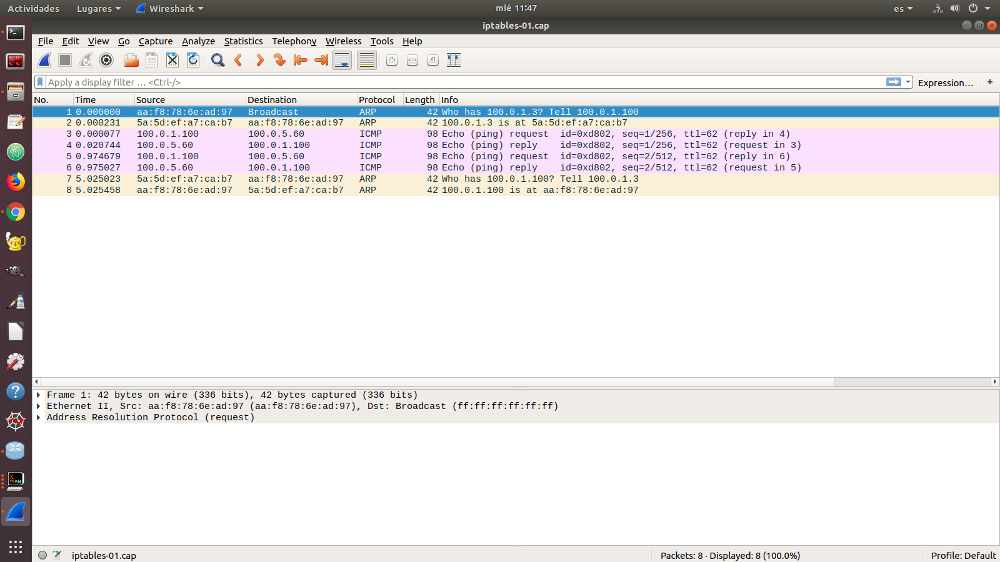 Actividades Lugares Wireshark mié 11:47 es
iptables-01.cap
File Edit View Go Capture Analyze Statistics Telephony Wireless Tools Help
Apply a display filter … <Ctrl-/> Expression… +
No. Time Source Destination Protocol Length Info
1 0.000000 aa:f8:78:6e:ad:97 Broadcast ARP 42 Who has 100.0.1.3? Tell 100.0.1.100
2 0.000231 5a:5d:ef:a7:ca:b7 aa:f8:78:6e:ad:97 ARP 42 100.0.1.3 is at 5a:5d:ef:a7:ca:b7
3 0.000077 100.0.1.100 100.0.5.60 ICMP 98 Echo (ping) request id=0xd802, seq=1/256, ttl=62 (reply in 4)
4 0.020744 100.0.5.60 100.0.1.100 ICMP 98 Echo (ping) reply id=0xd802, seq=1/256, ttl=62 (request in 3)
5 0.974679 100.0.1.100 100.0.5.60 ICMP 98 Echo (ping) request id=0xd802, seq=2/512, ttl=62 (reply in 6)
6 0.975027 100.0.5.60 100.0.1.100 ICMP 98 Echo (ping) reply id=0xd802, seq=2/512, ttl=62 (request in 5)
7 5.025023 5a:5d:ef:a7:ca:b7 aa:f8:78:6e:ad:97 ARP 42 Who has 100.0.1.100? Tell 100.0.1.3
8 5.025458 aa:f8:78:6e:ad:97 5a:5d:ef:a7:ca:b7 ARP 42 100.0.1.100 is at aa:f8:78:6e:ad:97
Frame 1: 42 bytes on wire (336 bits), 42 bytes captured (336 bits)
Ethernet II, Src: aa:f8:78:6e:ad:97 (aa:f8:78:6e:ad:97), Dst: Broadcast (ff:ff:ff:ff:ff:ff)
Address Resolution Protocol (request)
X
TERM
iptables-01.cap Packets: 8 · Displayed: 8 (100.0%) Profile: Default